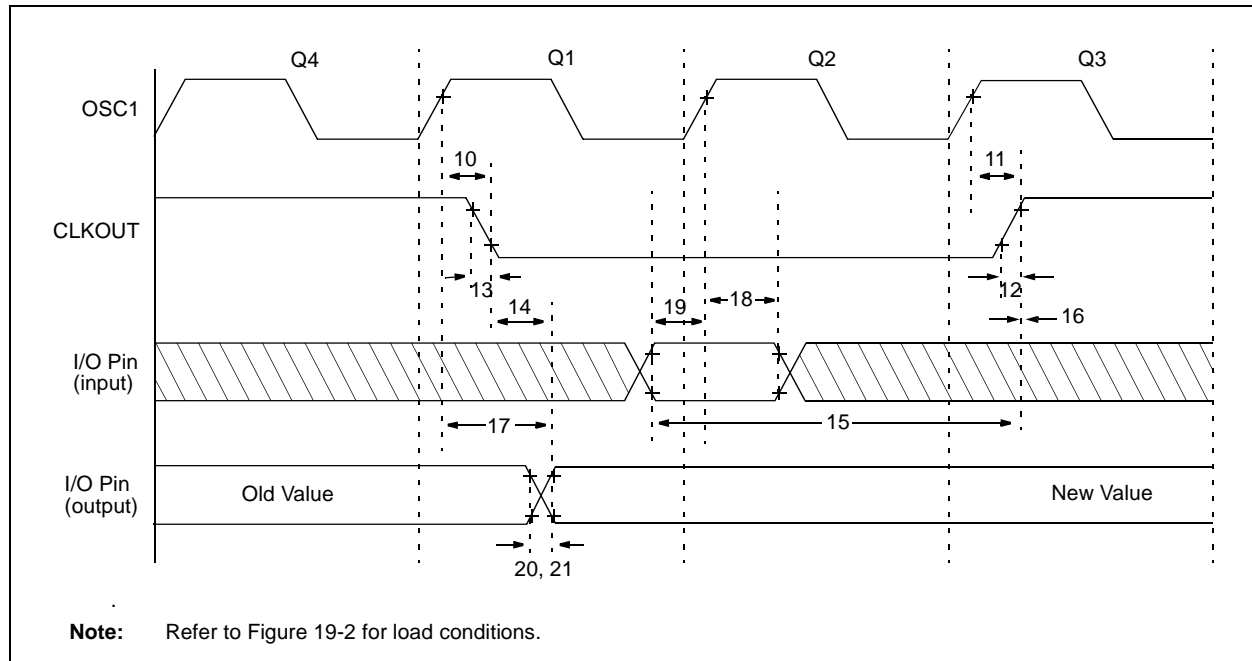 Q4 Q1 Q2 Q3
OSC1
10 11
CLKOUT
13 12
14 19 18 16
I/O Pin
(input)
17 15
I/O Pin
(output)
Old Value New Value
20, 21
.
Note: Refer to Figure 19-2 for load conditions.